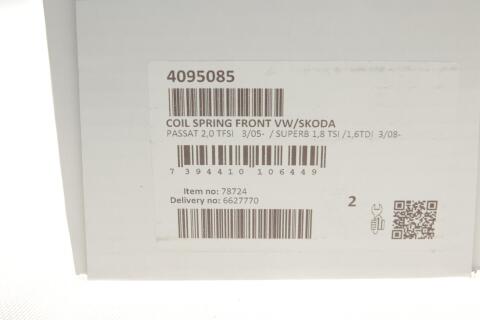 4095085
COIL SPRING FRONT VW/SKODA
PASSAT 2,0 TFSI 3/05- / SUPERB 1,8 TSI /1,6TDI 3/08-
7 394410 106449
Item no: 78724
Delivery no: 6627770
2